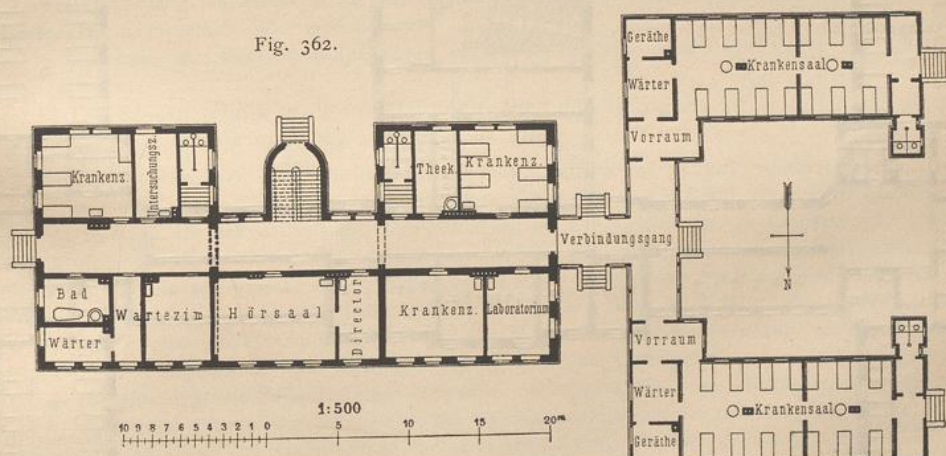 Fig. 362.
Geräthe
Krankensaal
Wärter
Vorraum
Krankenz.
Untersuchungsz.
Theek.
Krankenz.
Verbindungsgang
N
Bad
Wartezim
Hörsaal
Director
Krankenz.
Laboratorium
Wärter
Vorraum
Wärter
Krankensaal
Geräthe
1:500
10 9 8 7 6 5 4 3 2 1 0 5 10 15 20m